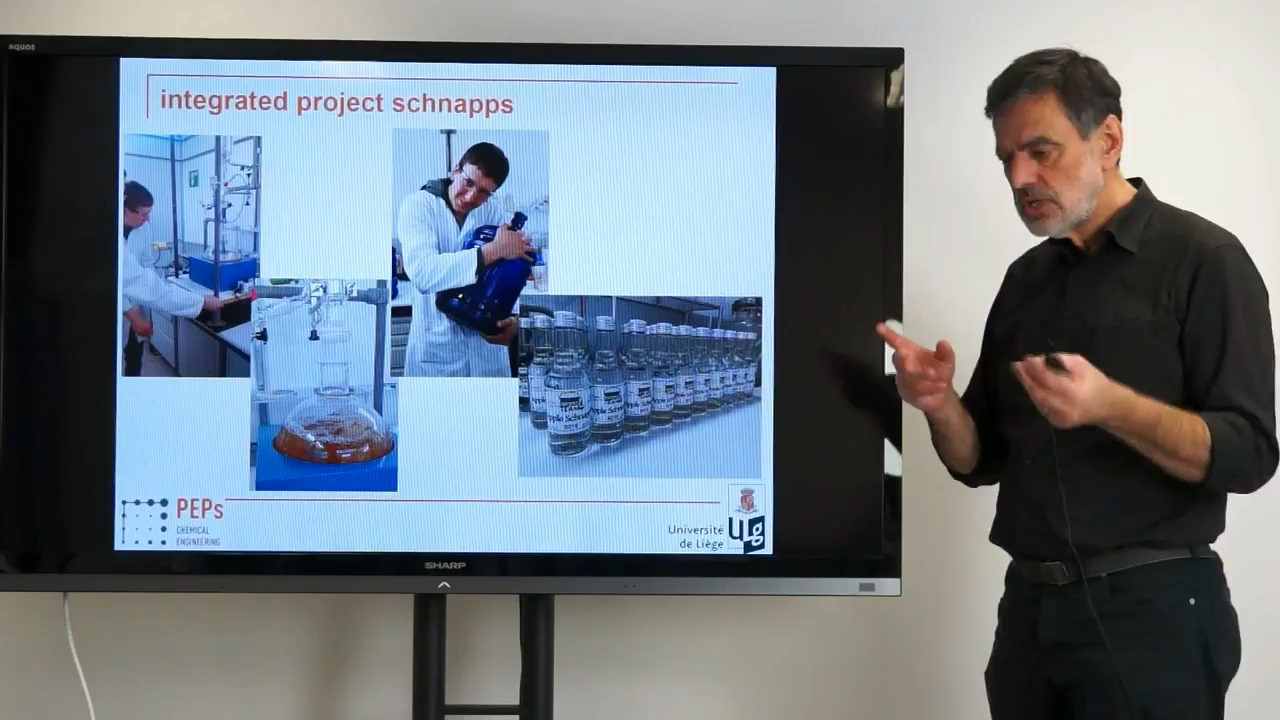 AQUOS
integrated project schnapps
PEPs
CHEMICAL
ENGINEERING
Université
de Liège
ULg
SHARP